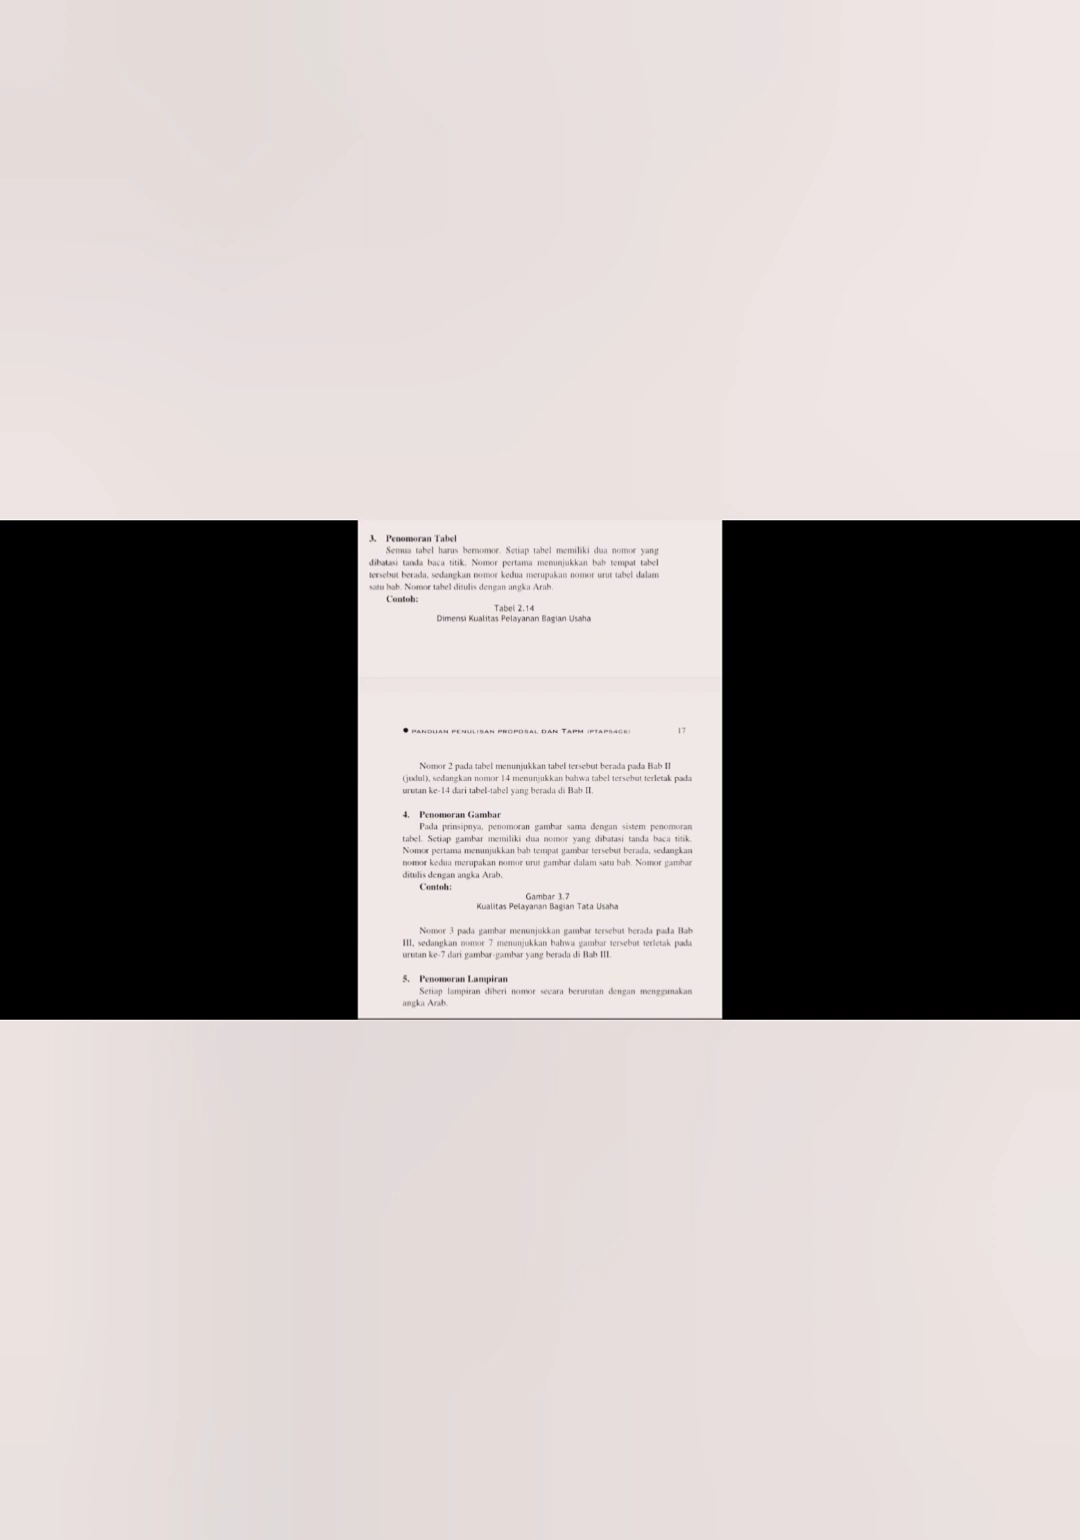 3. Penomoran Tabel
Semua tabel harus bernomor. Setiap tabel memiliki dua nomor yang
dibatasi tanda baca titik. Nomor pertama menunjukkan bab tempat tabel
tersebut berada, sedangkan nomor kedua merupakan nomor urut tabel dalam
satu bab. Nomor tabel ditulis dengan angka Arab.
Contoh:
Tabel 2.14
Dimensi Kualitas Pelayanan Bagian Usaha
● PANDUAN PENULISAN PROPOSAL DAN TAPM 17
Nomor 2 pada tabel menunjukkan tabel tersebut berada pada Bab II
(judul), sedangkan nomor 14 menunjukkan bahwa tabel tersebut terletak pada
urutan ke-14 dari tabel-tabel yang berada di Bab II.
4. Penomoran Gambar
Pada prinsipnya, penomoran gambar sama dengan sistem penomoran
tabel. Setiap gambar memiliki dua nomor yang dibatasi tanda baca titik.
Nomor pertama menunjukkan bab tempat gambar tersebut berada, sedangkan
nomor kedua merupakan nomor urut gambar dalam satu bab. Nomor gambar
ditulis dengan angka Arab.
Contoh:
Gambar 3.7
Kualitas Pelayanan Bagian Tata Usaha
Nomor 3 pada gambar menunjukkan gambar tersebut berada pada Bab
III, sedangkan nomor 7 menunjukkan bahwa gambar tersebut terletak pada
urutan ke-7 dari gambar-gambar yang berada di Bab III.
5. Penomoran Lampiran
Setiap lampiran diberi nomor secara berurutan dengan menggunakan
angka Arab.